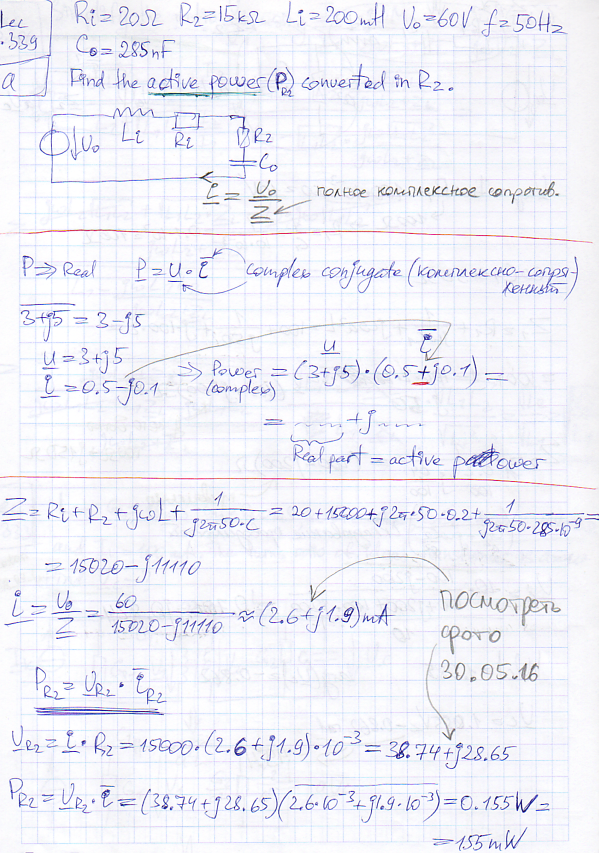 Lec .339
a
Ri=20Ω R2=15kΩ Li=200mH U0=60V f=50Hz
C0=285nF
Find the active power (PR2) converted in R2.
U0 Li Ri R2 C0
i = U0/Z полное комплексное сопротив.
P ⇒ Real P = u·i complex conjugate (комплексно-сопря-
женный)
3+j5 = 3-j5
u = 3+j5
i = 0.5-j0.1
u i
⇒ Power (complex) = (3+j5)·(0.5+j0.1) =
= ......+j......
Real part = active power
Z = Ri+R2+jωL+1/(j2π50·C) = 20+15000+j2π·50·0.2+1/(j2π50·285·10⁻⁹) =
= 15020-j11110
i = U0/Z = 60/(15020-j11110) ≈ (2.6+j1.9)mA
посмотреть
фото
30.05.16
PR2 = UR2·iR2
UR2 = i·R2 = 15000·(2.6+j1.9)·10⁻³ = 38.74+j28.65
PR2 = UR2·i = (38.74+j28.65)(2.6·10⁻³+j1.9·10⁻³) = 0.155W =
= 155mW